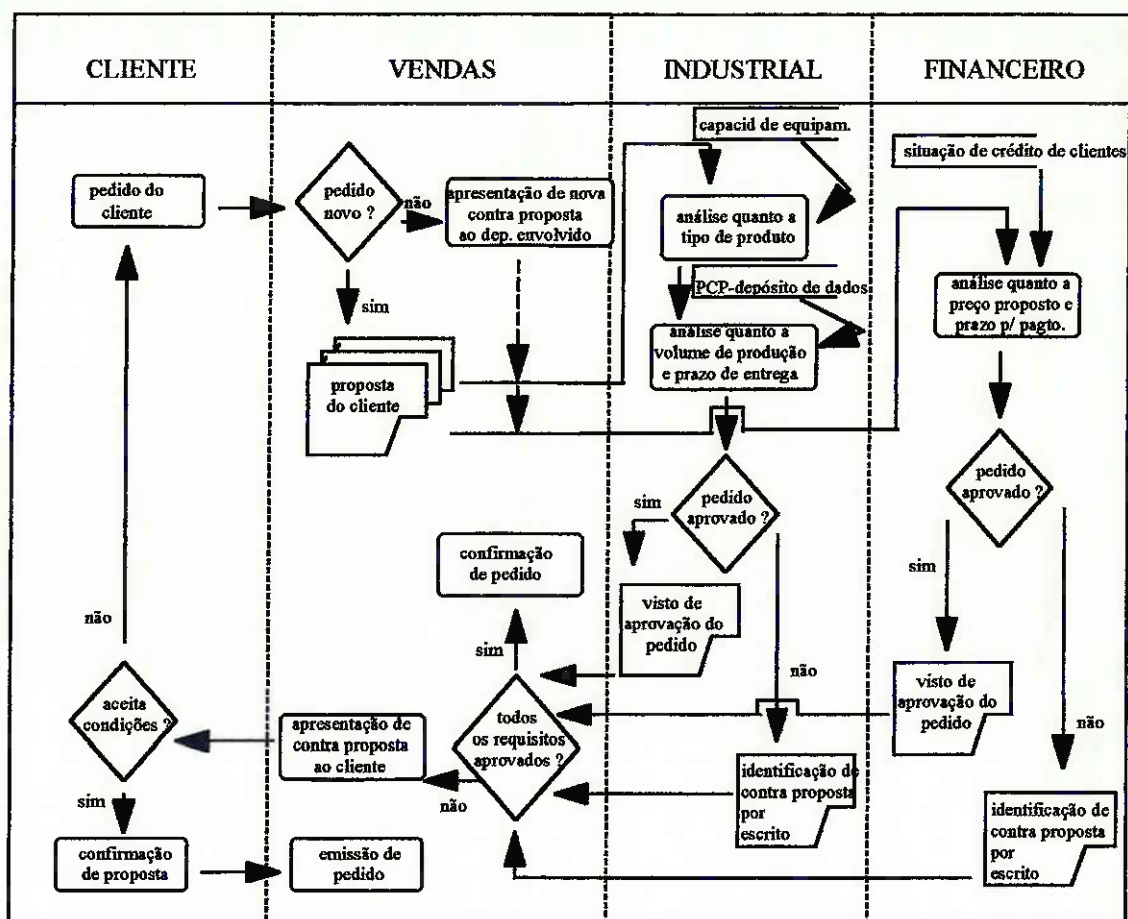 CLIENTE
VENDAS
INDUSTRIAL
FINANCEIRO
pedido do
cliente
não
aceita
condições ?
sim
confirmação
de proposta
pedido
novo ?
não
apresentação de nova
contra proposta
ao dep. envolvido
sim
proposta
do cliente
confirmação
de pedido
sim
todos
os requisitos
aprovados ?
não
apresentação de
contra proposta
ao cliente
emissão de
pedido
capacid de equipam.
análise quanto a
tipo de produto
PCP-depósito de dados
análise quanto a
volume de produção
e prazo de entrega
pedido
aprovado ?
sim
visto de
aprovação do
pedido
não
identificação de
contra proposta
por
escrito
situação de crédito de clientes
análise quanto a
preço proposto e
prazo p/ pagto.
pedido
aprovado ?
sim
visto de
aprovação do
pedido
não
identificação de
contra proposta
por
escrito